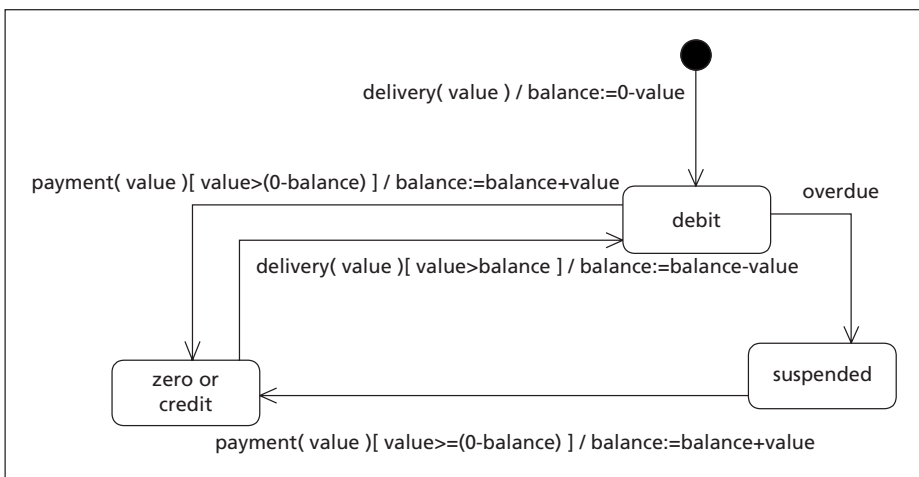 delivery( value ) / balance:=0-value
payment( value )[ value>(0-balance) ] / balance:=balance+value
overdue
debit
delivery( value )[ value>balance ] / balance:=balance-value
zero or
credit
suspended
payment( value )[ value>=(0-balance) ] / balance:=balance+value